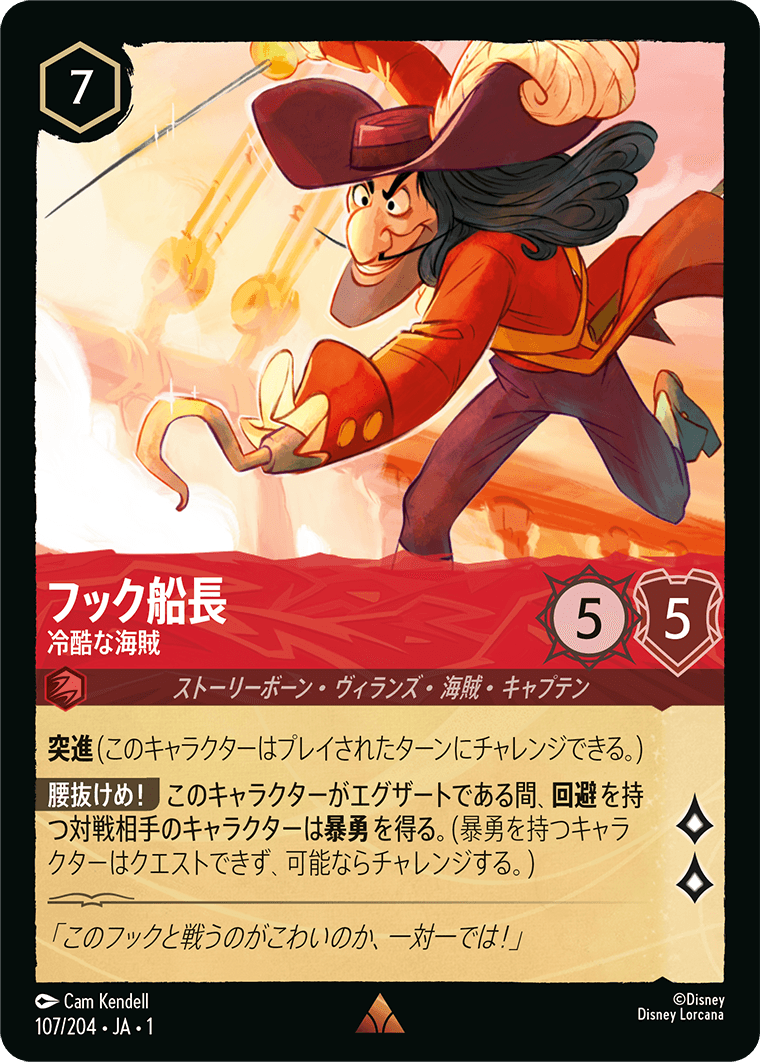 7
フック船長
冷酷な海賊
5
5
ストーリーボーン・ヴィランズ・海賊・キャプテン
突進(このキャラクターはプレイされたターンにチャレンジできる。)
腰抜けめ! このキャラクターがエグザートである間、回避を持
つ対戦相手のキャラクターは暴勇を得る。(暴勇を持つキャラ
クターはクエストできず、可能ならチャレンジする。)
「このフックと戦うのがこわいのか、一対一では!」
Cam Kendell
107/204・JA・1
©Disney
Disney Lorcana